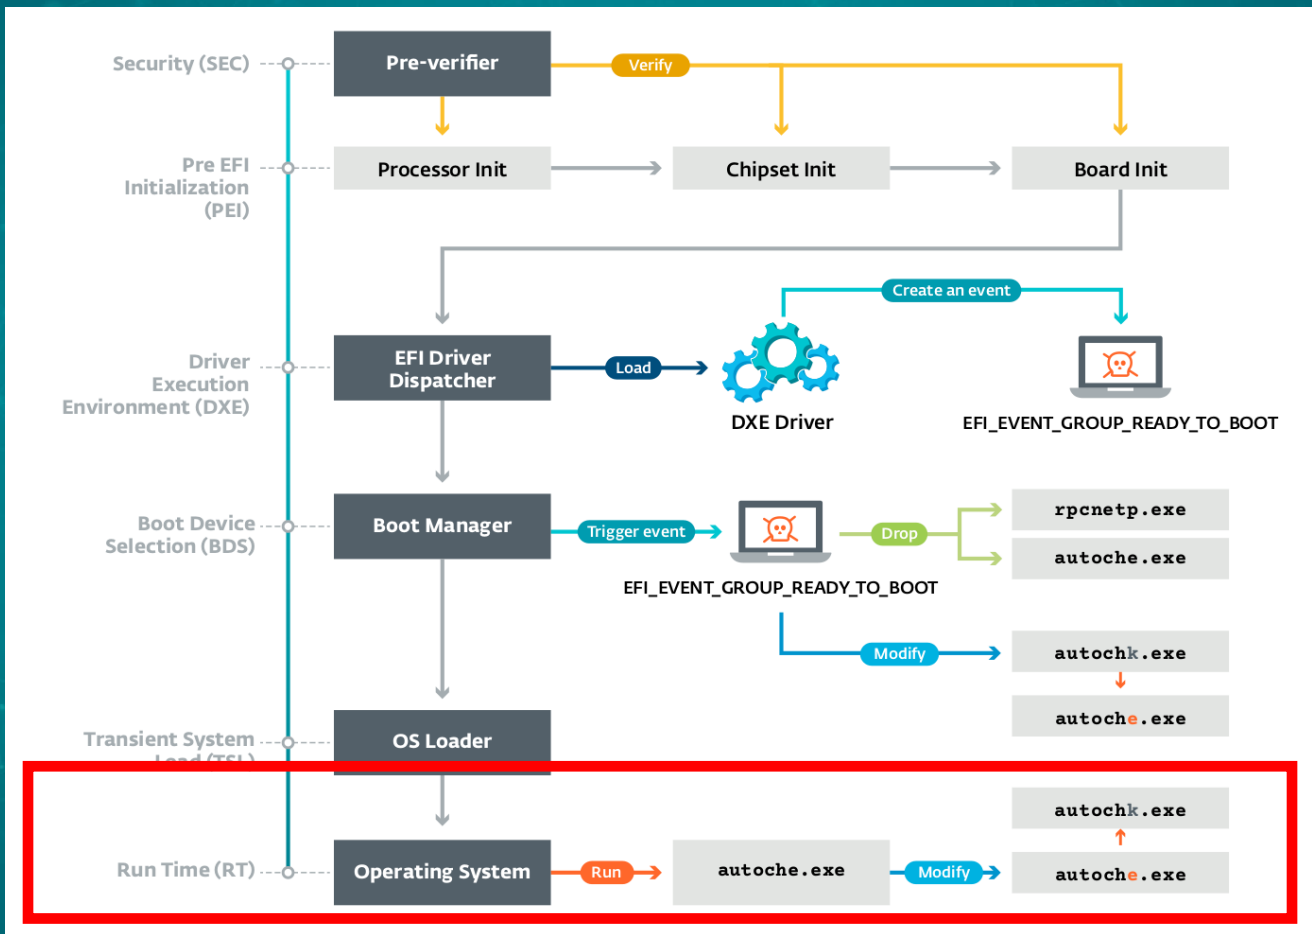 Security (SEC)
Pre-verifier
Verify
Pre EFI
Initialization
(PEI)
Processor Init
Chipset Init
Board Init
Create an event
Driver
Execution
Environment (DXE)
EFI Driver
Dispatcher
Load
DXE Driver
EFI_EVENT_GROUP_READY_TO_BOOT
Boot Device
Selection (BDS)
Boot Manager
Trigger event
EFI_EVENT_GROUP_READY_TO_BOOT
Drop
rpcnetp.exe
autoche.exe
Modify
autochk.exe
autoche.exe
Transient System
Load (TSL)
OS Loader
Run Time (RT)
Operating System
Run
autoche.exe
Modify
autochk.exe
autoche.exe